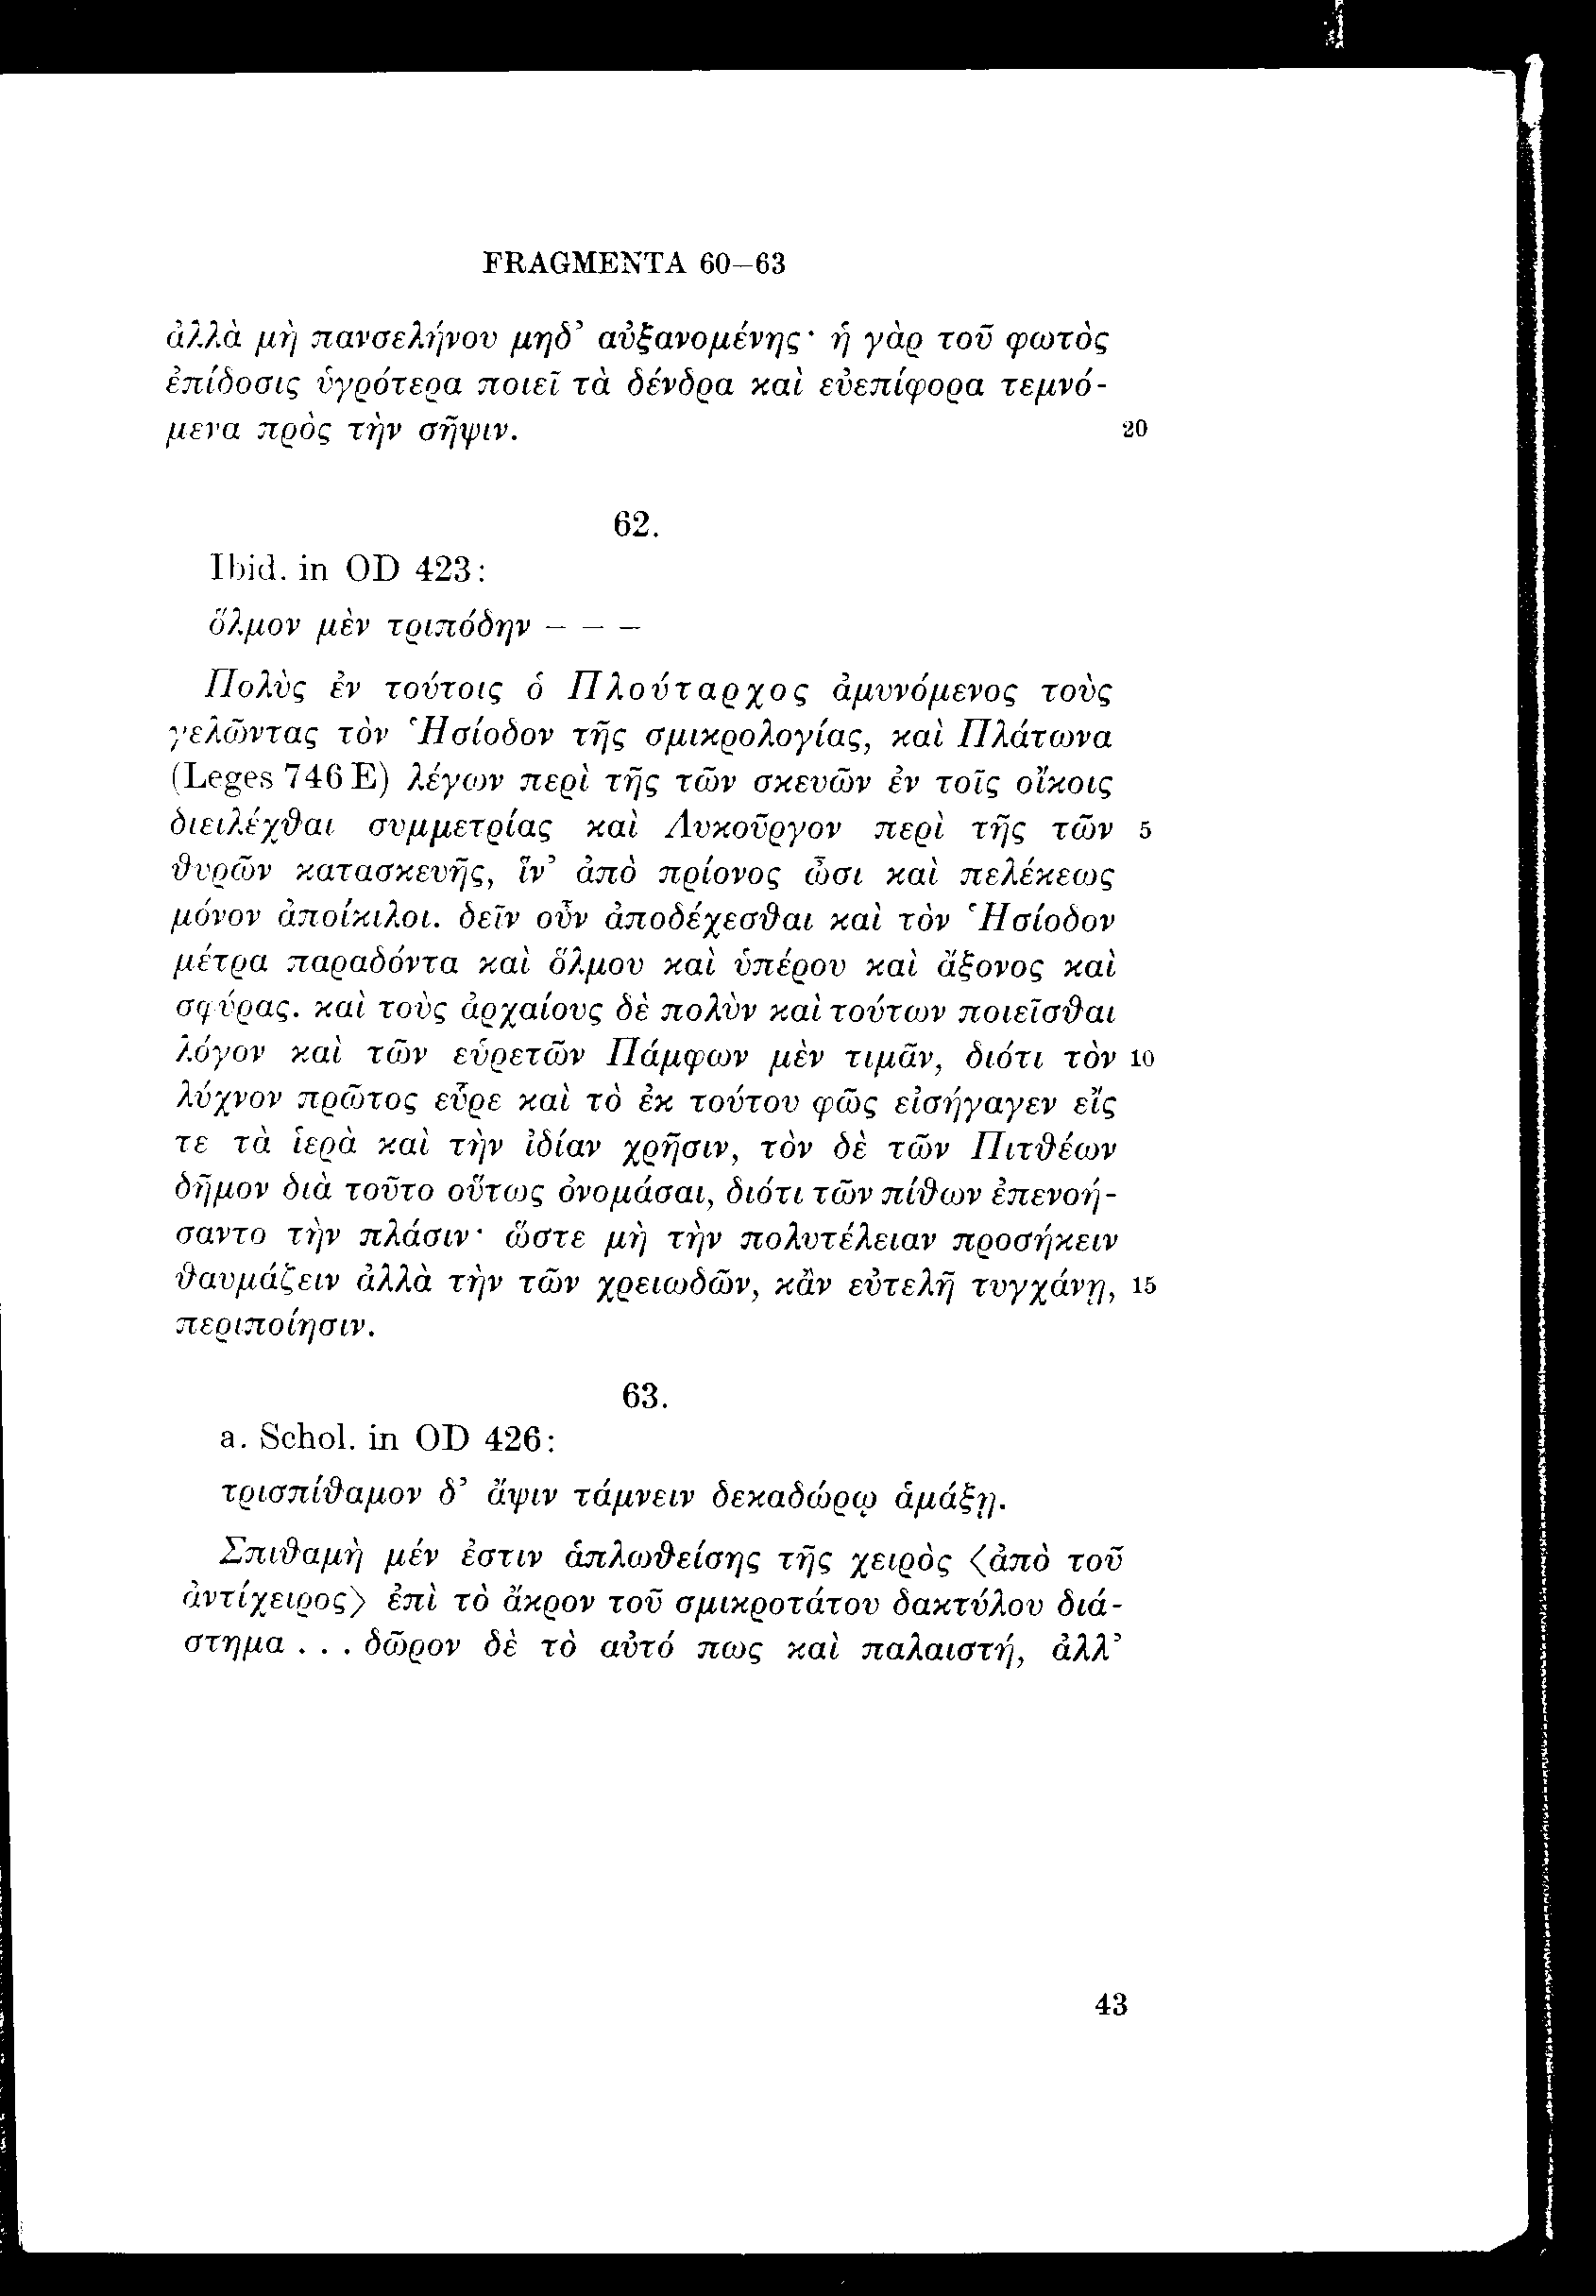 FRAGMENTA 60–63
ἀλλὰ μὴ πανσελήνου μηδ’ αὐξανομένης· ἡ γὰρ τοῦ φωτὸς
ἐπίδοσις ὑγρότερα ποιεῖ τὰ δένδρα καὶ εὐεπίφορα τεμνό-
μενα πρὸς τὴν σῆψιν. 20
62.
Ibid. in OD 423:
ὅλμον μὲν τριπόδην – – –
Πολὺς ἐν τούτοις ὁ Πλούταρχος ἀμυνόμενος τοὺς
γελῶντας τὸν Ἡσίοδον τῆς σμικρολογίας, καὶ Πλάτωνα
(Leges 746 E) λέγων περὶ τῆς τῶν σκευῶν ἐν τοῖς οἴκοις
διειλέχθαι συμμετρίας καὶ Λυκοῦργον περὶ τῆς τῶν 5
θυρῶν κατασκευῆς, ἵν’ ἀπὸ πρίονος ὦσι καὶ πελέκεως
μόνον ἀποίκιλοι. δεῖν οὖν ἀποδέχεσθαι καὶ τὸν Ἡσίοδον
μέτρα παραδόντα καὶ ὅλμου καὶ ὑπέρου καὶ ἄξονος καὶ
σφύρας. καὶ τοὺς ἀρχαίους δὲ πολὺν καὶ τούτων ποιεῖσθαι
λόγον καὶ τῶν εὑρετῶν Πάμφων μὲν τιμᾶν, διότι τὸν 10
λύχνον πρῶτος εὗρε καὶ τὸ ἐκ τούτου φῶς εἰσήγαγεν εἴς
τε τὰ ἱερὰ καὶ τὴν ἰδίαν χρῆσιν, τὸν δὲ τῶν Πιτθέων
δῆμον διὰ τοῦτο οὕτως ὀνομάσαι, διότι τῶν πίθων ἐπενοή-
σαντο τὴν πλάσιν· ὥστε μὴ τὴν πολυτέλειαν προσήκειν
θαυμάζειν ἀλλὰ τὴν τῶν χρειωδῶν, κἂν εὐτελῆ τυγχάνῃ, 15
περιποίησιν.
63.
a. Schol. in OD 426:
τρισπίθαμον δ’ ἄψιν τάμνειν δεκαδώρῳ ἁμάξῃ.
Σπιθαμὴ μέν ἐστιν ἁπλωθείσης τῆς χειρὸς ⟨ἀπὸ τοῦ
ἀντίχειρος⟩ ἐπὶ τὸ ἄκρον τοῦ σμικροτάτου δακτύλου διά-
στημα . . . δῶρον δὲ τὸ αὐτό πως καὶ παλαιστή, ἀλλ’
43